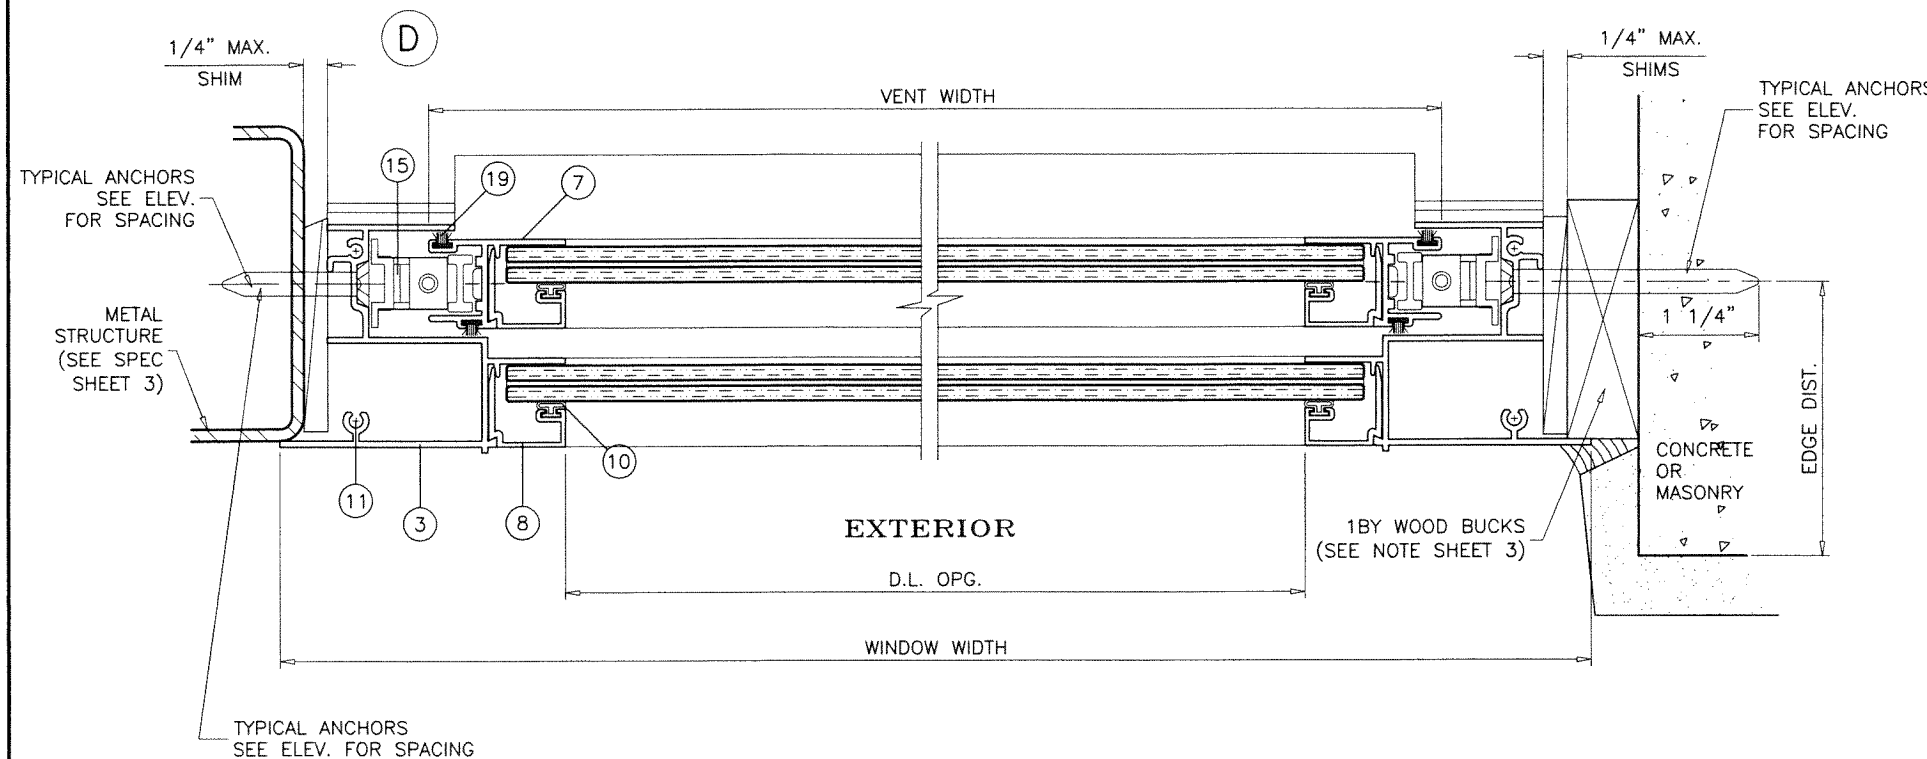 D
1/4" MAX.
SHIM
1/4" MAX.
SHIMS
VENT WIDTH
TYPICAL ANCHORS
SEE ELEV.
FOR SPACING
15
19
7
TYPICAL ANCHORS
SEE ELEV.
FOR SPACING
METAL
STRUCTURE
(SEE SPEC
SHEET 3)
1 1/4"
EDGE DIST.
10
11
3
8
CONCRETE
OR
MASONRY
EXTERIOR
1BY WOOD BUCKS
(SEE NOTE SHEET 3)
D.L. OPG.
WINDOW WIDTH
TYPICAL ANCHORS
SEE ELEV. FOR SPACING